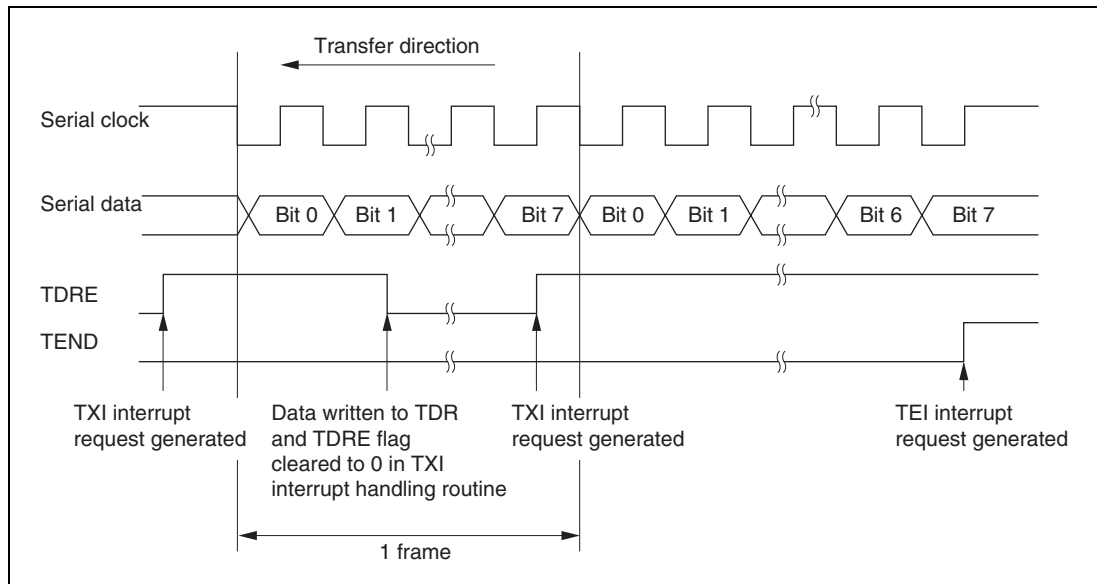 Transfer direction
Serial clock
Serial data
Bit 0
Bit 1
Bit 7
Bit 0
Bit 1
Bit 6
Bit 7
TDRE
TEND
TXI interrupt
request generated
Data written to TDR
and TDRE flag
cleared to 0 in TXI
interrupt handling routine
TXI interrupt
request generated
TEI interrupt
request generated
1 frame